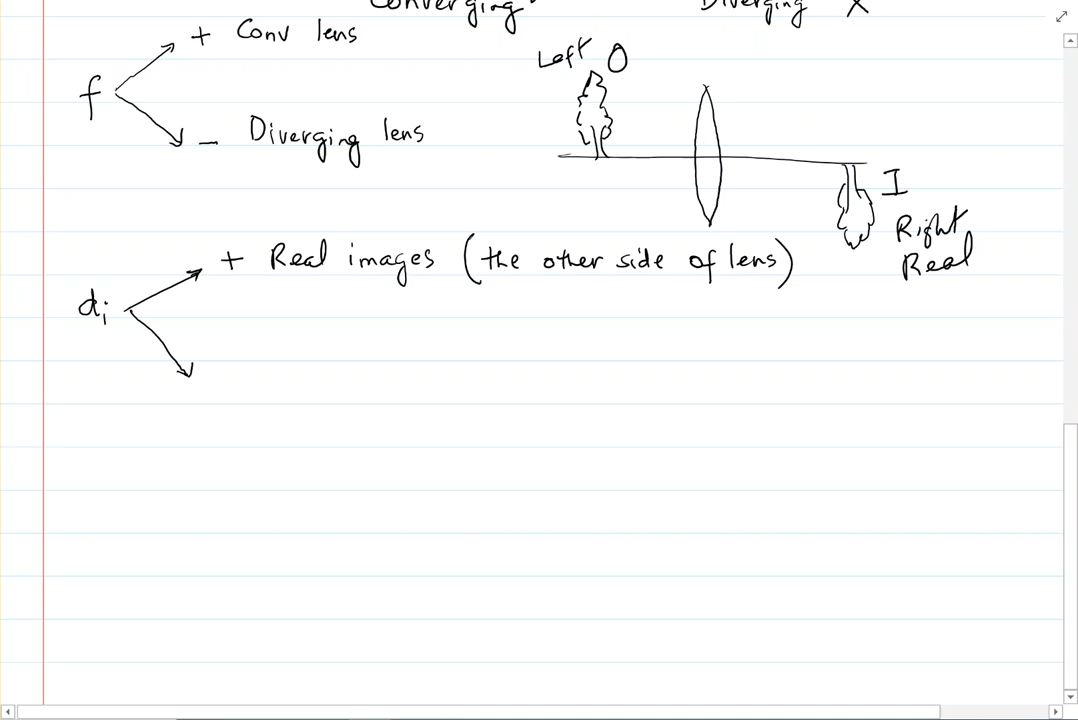 Converging
Diverging X
+ Conv lens
f
- Diverging lens
Left O
I
Right
Real
+ Real images (the other side of lens)
di